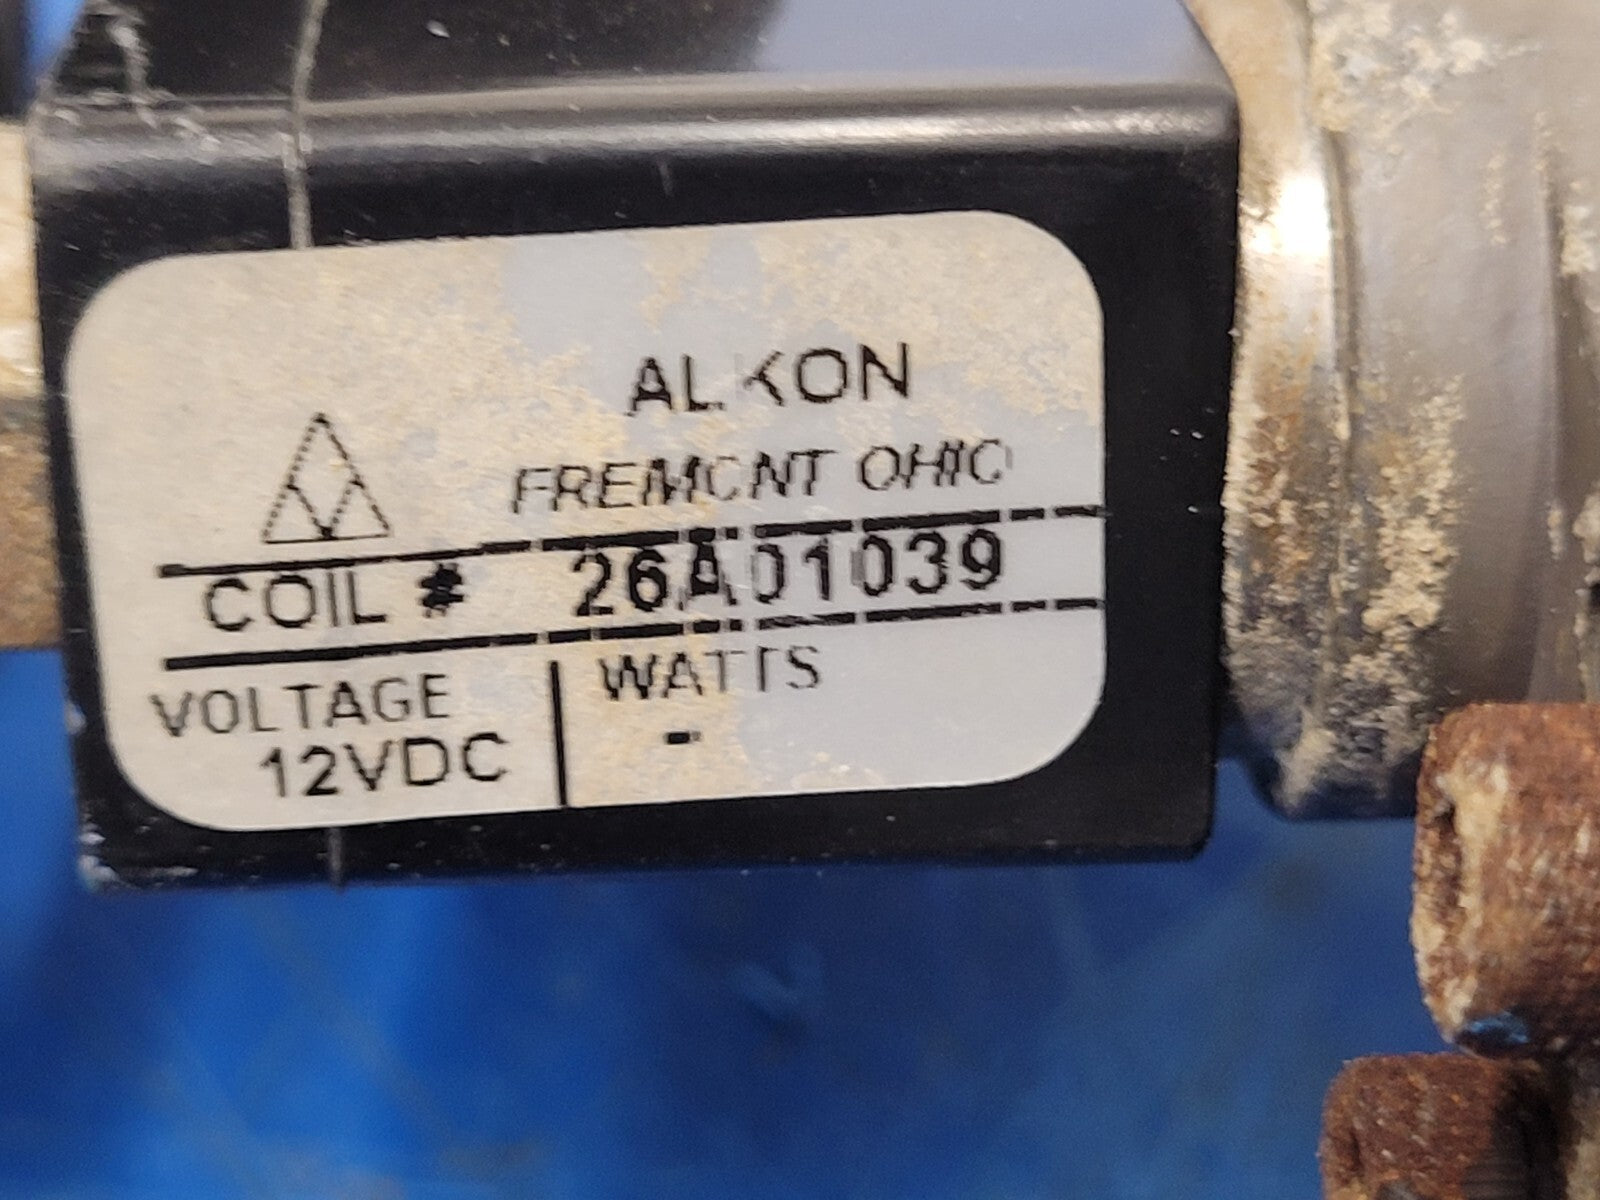 ALKON
FREMONT OHIO
COIL # 26A01039
VOLTAGE WATTS
12VDC -